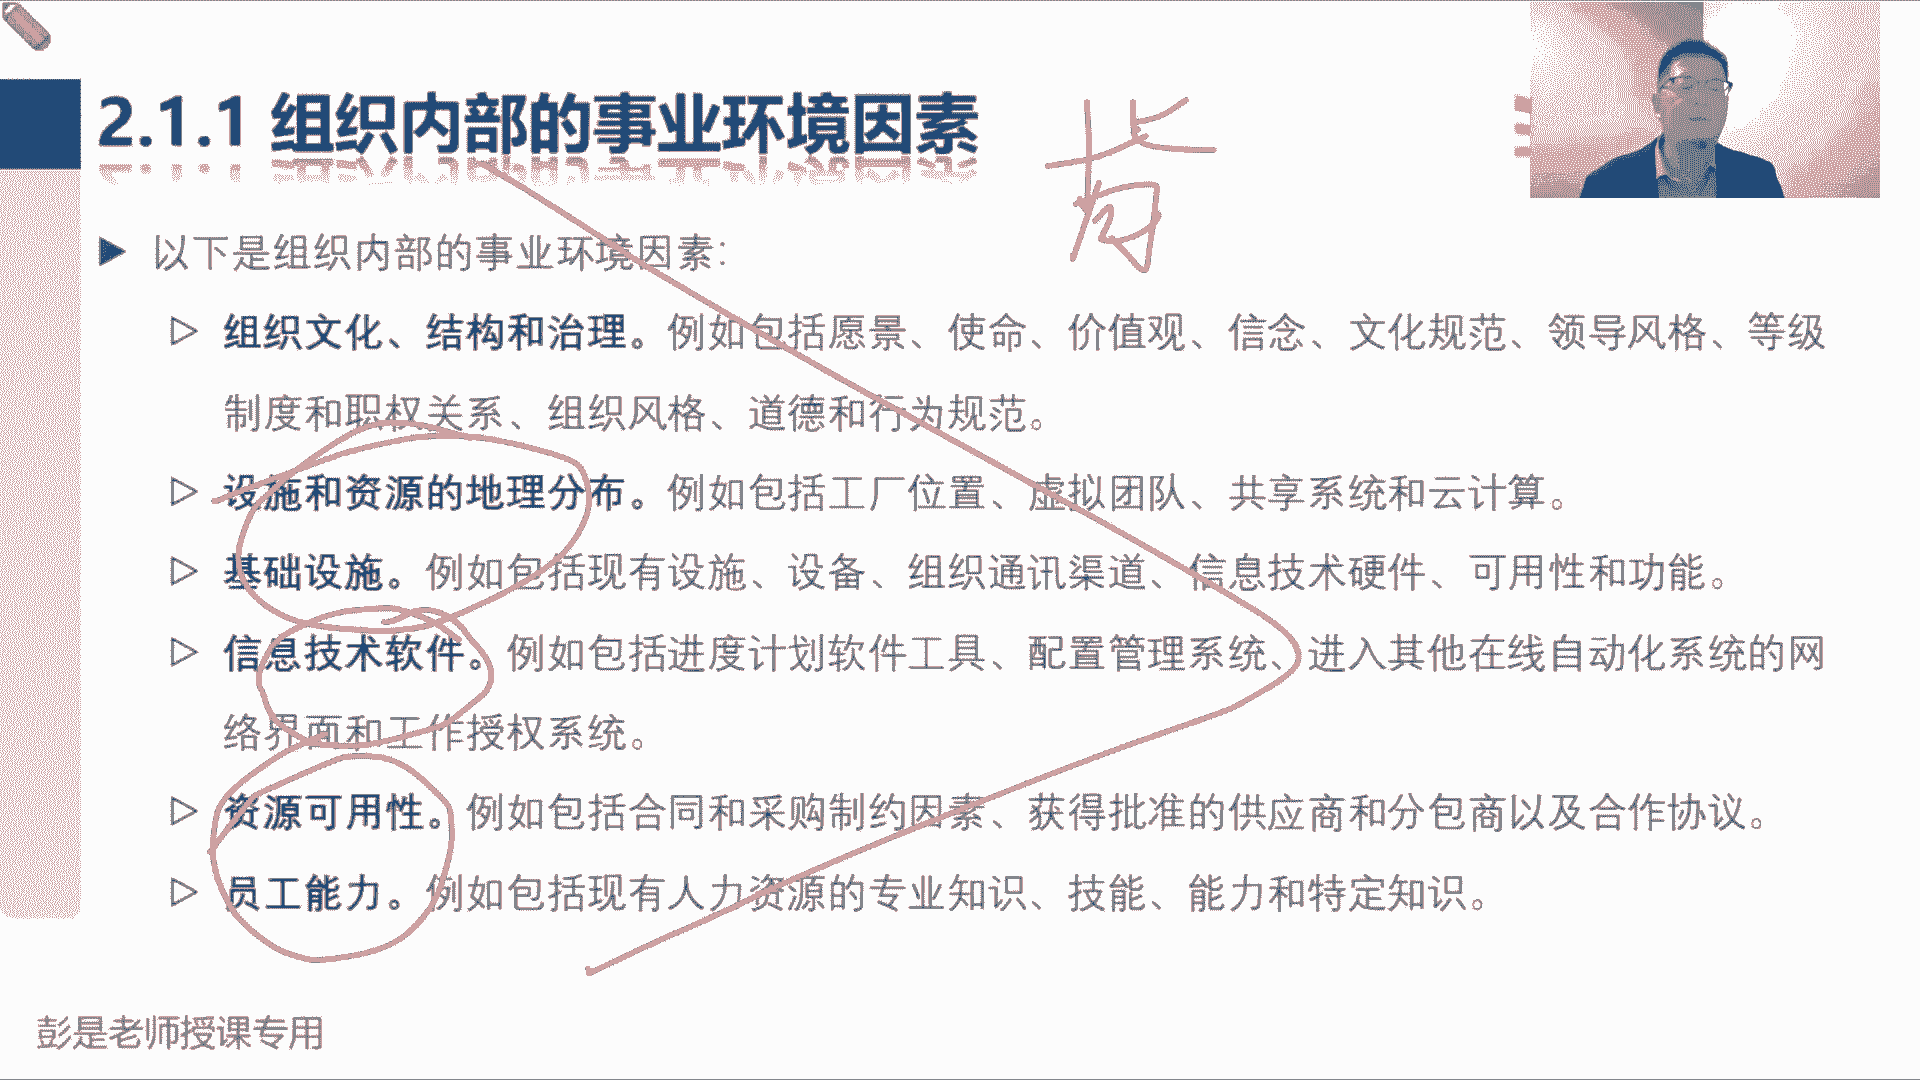 2.1.1 组织内部的事业环境因素
背
▶ 以下是组织内部的事业环境因素：
▷ 组织文化、结构和治理。例如包括愿景、使命、价值观、信念、文化规范、领导风格、等级
制度和职权关系、组织风格、道德和行为规范。
▷ 设施和资源的地理分布。例如包括工厂位置、虚拟团队、共享系统和云计算。
▷ 基础设施。例如包括现有设施、设备、组织通讯渠道、信息技术硬件、可用性和功能。
▷ 信息技术软件。例如包括进度计划软件工具、配置管理系统、进入其他在线自动化系统的网
络界面和工作授权系统。
▷ 资源可用性。例如包括合同和采购制约因素、获得批准的供应商和分包商以及合作协议。
▷ 员工能力。例如包括现有人力资源的专业知识、技能、能力和特定知识。
彭是老师授课专用